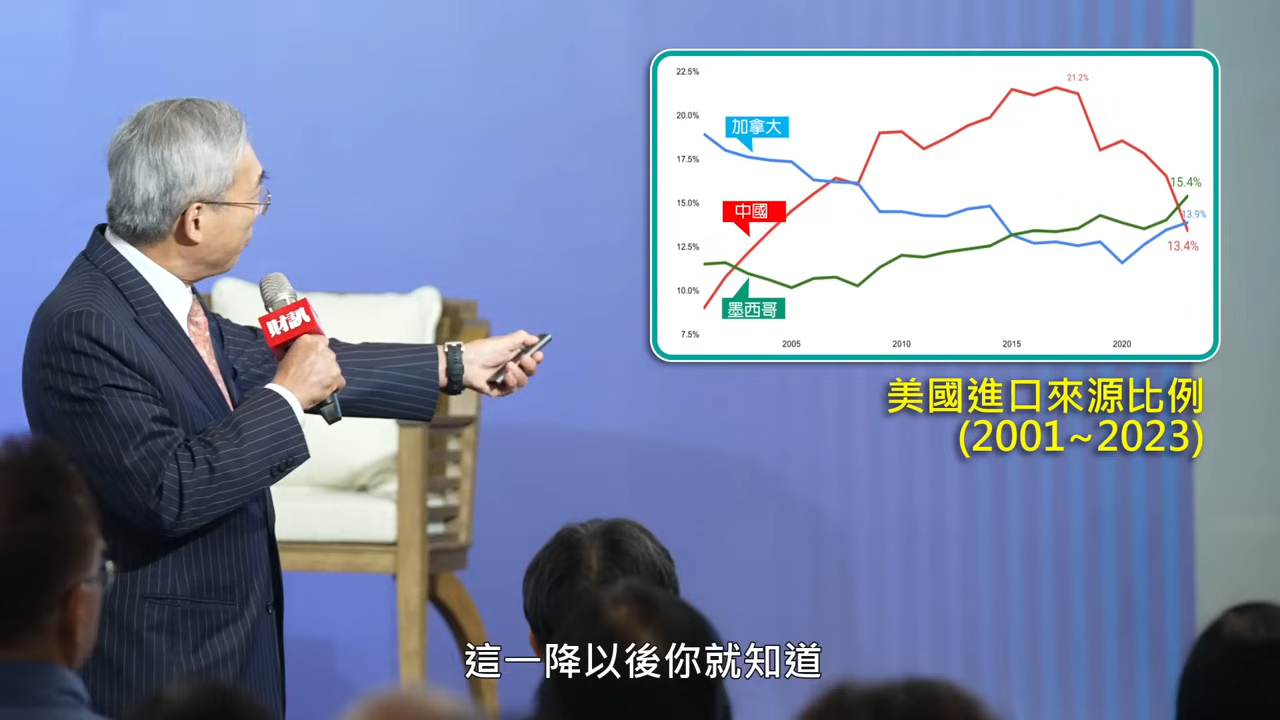 22.5%
21.2%
20.0%
加拿大
17.5%
15.4%
15.0%
中國
13.9%
12.5%
13.4%
10.0%
墨西哥
7.5%
2005
2010
2015
2020
美國進口來源比例
(2001~2023)
財訊
這一降以後你就知道